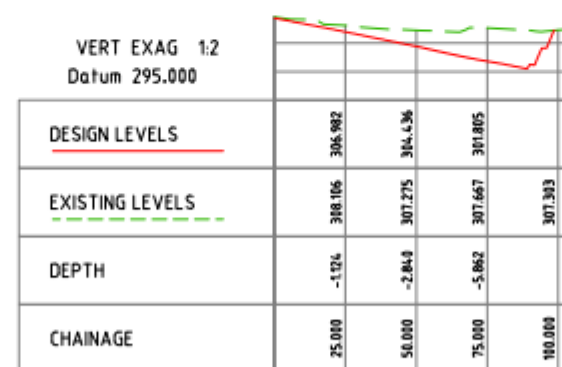 VERT EXAG 1:2
Datum 295.000
DESIGN LEVELS 306.982 304.436 301.805
EXISTING LEVELS 308.106 307.275 307.667 307.303
DEPTH -1.124 -2.840 -5.862
CHAINAGE 25.000 50.000 75.000 100.000